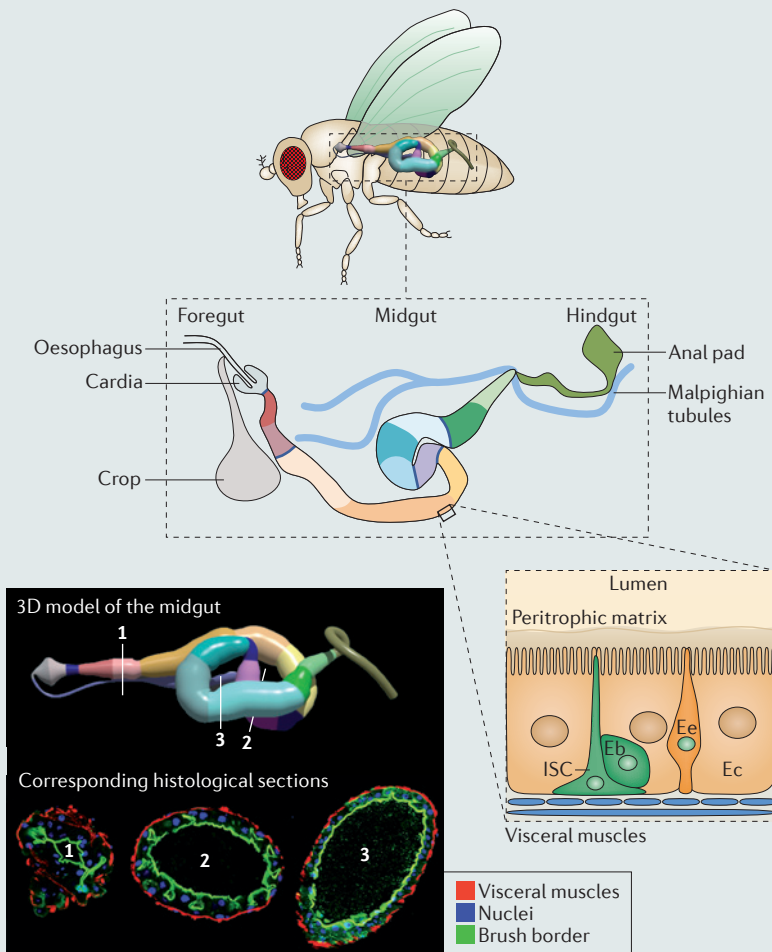 Foregut
Midgut
Hindgut
Oesophagus
Cardia
Crop
Anal pad
Malpighian
tubules
3D model of the midgut
1
3
2
Corresponding histological sections
1
2
3
Lumen
Peritrophic matrix
Ee
Eb
ISC
Ec
Visceral muscles
Visceral muscles
Nuclei
Brush border